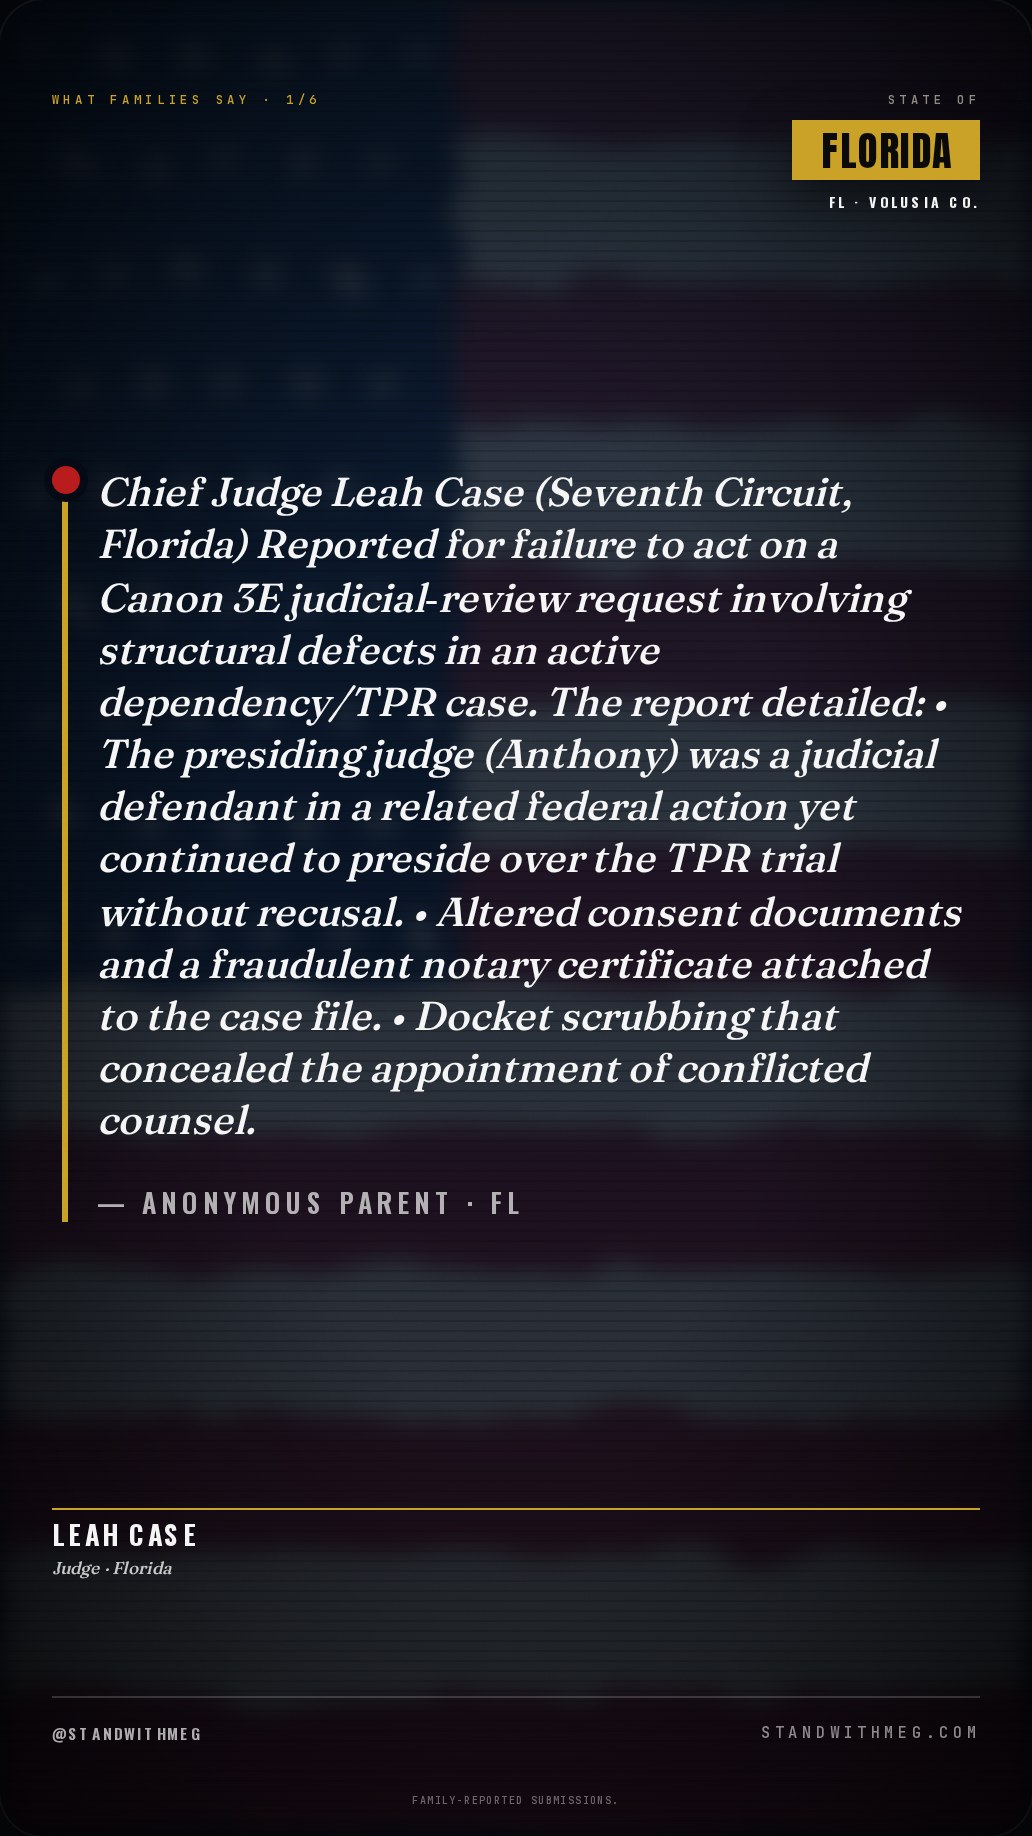 WHAT FAMILIES SAY · 1/6
STATE OF
FLORIDA
FL · VOLUSIA CO.
Chief Judge Leah Case (Seventh Circuit,
Florida) Reported for failure to act on a
Canon 3E judicial-review request involving
structural defects in an active
dependency/TPR case. The report detailed: •
The presiding judge (Anthony) was a judicial
defendant in a related federal action yet
continued to preside over the TPR trial
without recusal. • Altered consent documents
and a fraudulent notary certificate attached
to the case file. • Docket scrubbing that
concealed the appointment of conflicted
counsel.
— ANONYMOUS PARENT · FL
LEAH CASE
Judge · Florida
@STANDWITHMEG
STANDWITHMEG.COM
FAMILY-REPORTED SUBMISSIONS.